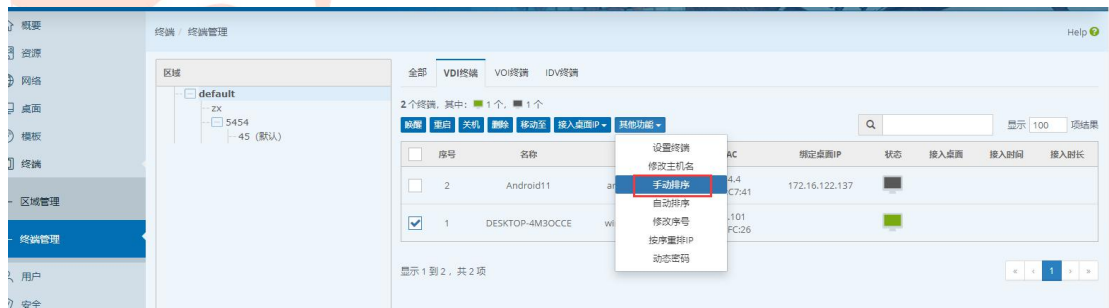 概要
终端 / 终端管理
Help
资源
网络
桌面
模板
终端
区域管理
终端管理
用户
安全
区域
default
zx
5454
45 (默认)
全部 VDI终端 VOI终端 IDV终端
2个终端，其中： 1个， 1个
唤醒 重启 关机 删除 移动至 接入桌面IP 其他功能
显示 100 项结果
序号 名称 AC 绑定桌面IP 状态 接入桌面 接入时间 接入时长
2 Android11 ar 4.4 C7:41 172.16.122.137
1 DESKTOP-4M3OCCE wi .101 FC:26
设置终端
修改主机名
手动排序
自动排序
修改序号
按序重排IP
动态密码
显示 1 到 2，共 2 项
« ‹ 1 › »